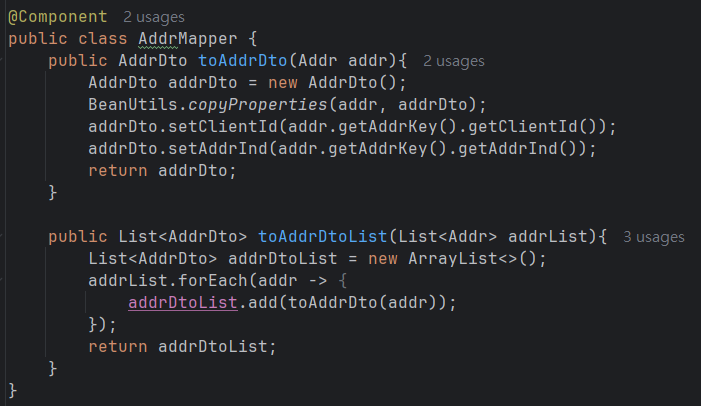 @Component 2 usages
public class AddrMapper {
    public AddrDto toAddrDto(Addr addr){ 2 usages
        AddrDto addrDto = new AddrDto();
        BeanUtils.copyProperties(addr, addrDto);
        addrDto.setClientId(addr.getAddrKey().getClientId());
        addrDto.setAddrInd(addr.getAddrKey().getAddrInd());
        return addrDto;
    }
    public List<AddrDto> toAddrDtoList(List<Addr> addrList){ 3 usages
        List<AddrDto> addrDtoList = new ArrayList<>();
        addrList.forEach(addr -> {
            addrDtoList.add(toAddrDto(addr));
        });
        return addrDtoList;
    }
}